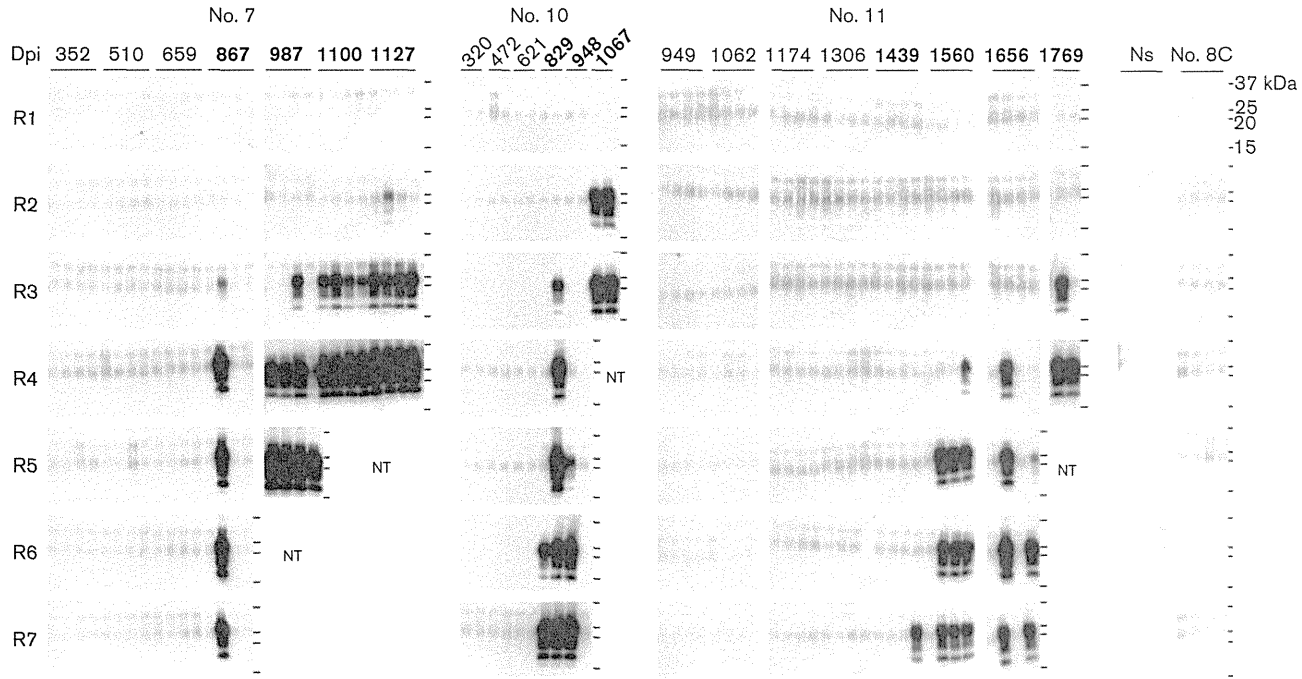 No. 7 No. 10 No. 11
Dpi 352 510 659 867 987 1100 1127 320 472 621 829 948 1067 949 1062 1174 1306 1439 1560 1656 1769 Ns No. 8C
R1 -37 kDa
-25
-20
-15
R2
R3
R4 NT
R5 NT NT
R6 NT
R7